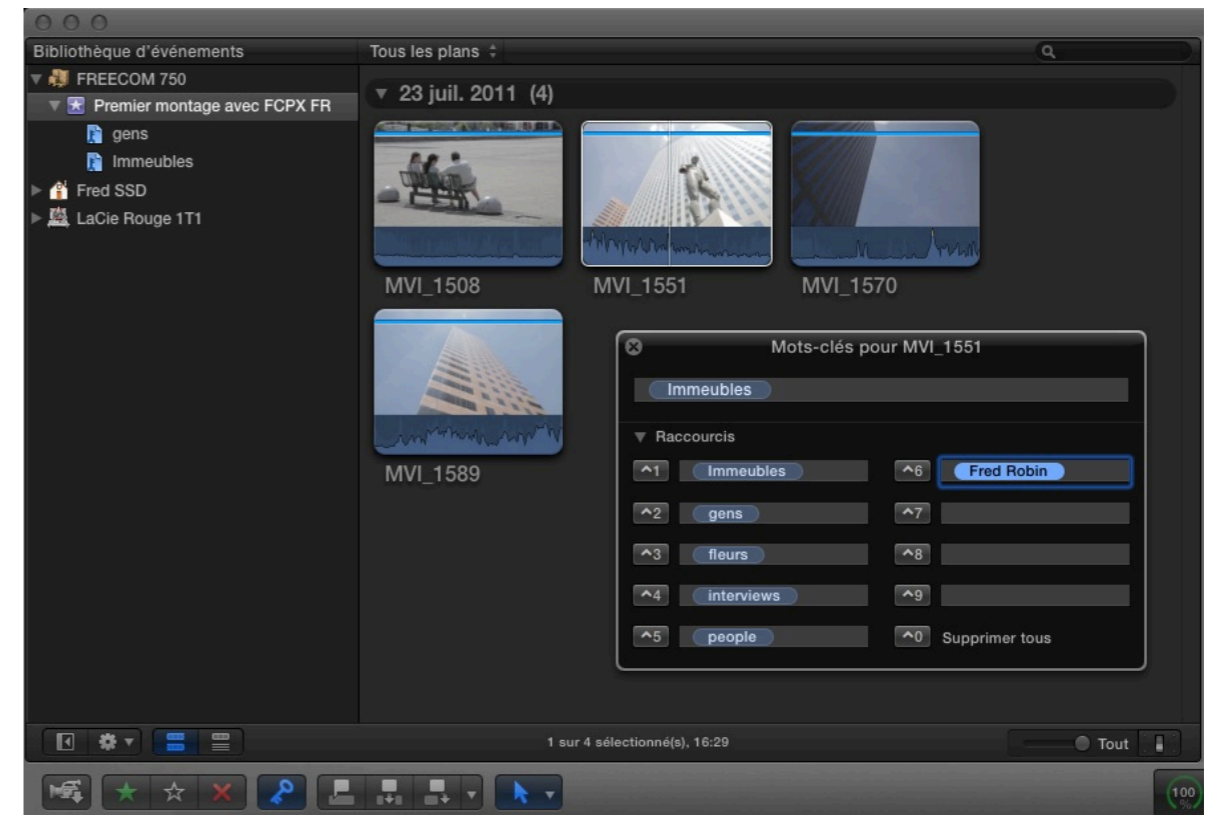 Bibliothèque d'événements
Tous les plans
FREECOM 750
Premier montage avec FCPX FR
gens
Immeubles
Fred SSD
LaCie Rouge 1T1
23 juil. 2011 (4)
MVI_1508
MVI_1551
MVI_1570
MVI_1589
Mots-clés pour MVI_1551
Immeubles
Raccourcis
^1 Immeubles
^6 Fred Robin
^2 gens
^7
^3 fleurs
^8
^4 interviews
^9
^5 people
^0 Supprimer tous
1 sur 4 sélectionné(s), 16:29
Tout
100
%